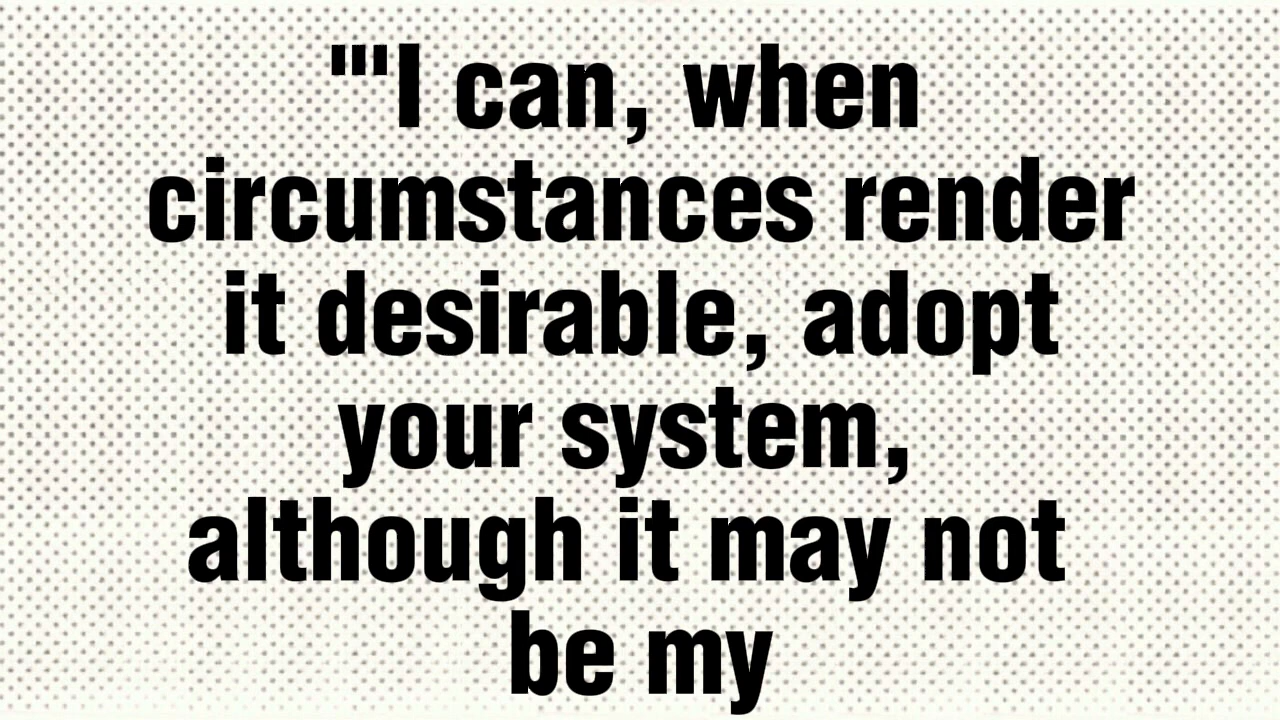 "'I can, when
circumstances render
it desirable, adopt
your system,
although it may not
be my